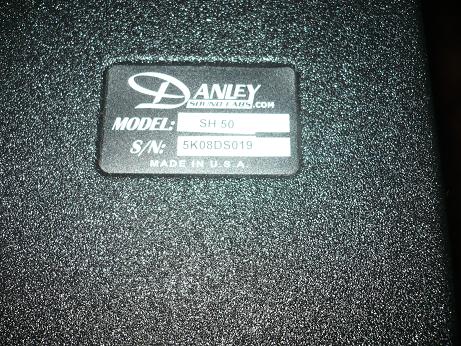 DANLEY
SOUND LABS.COM
MODEL: SH 50
S/N: 5K08DS019
MADE IN U.S.A.